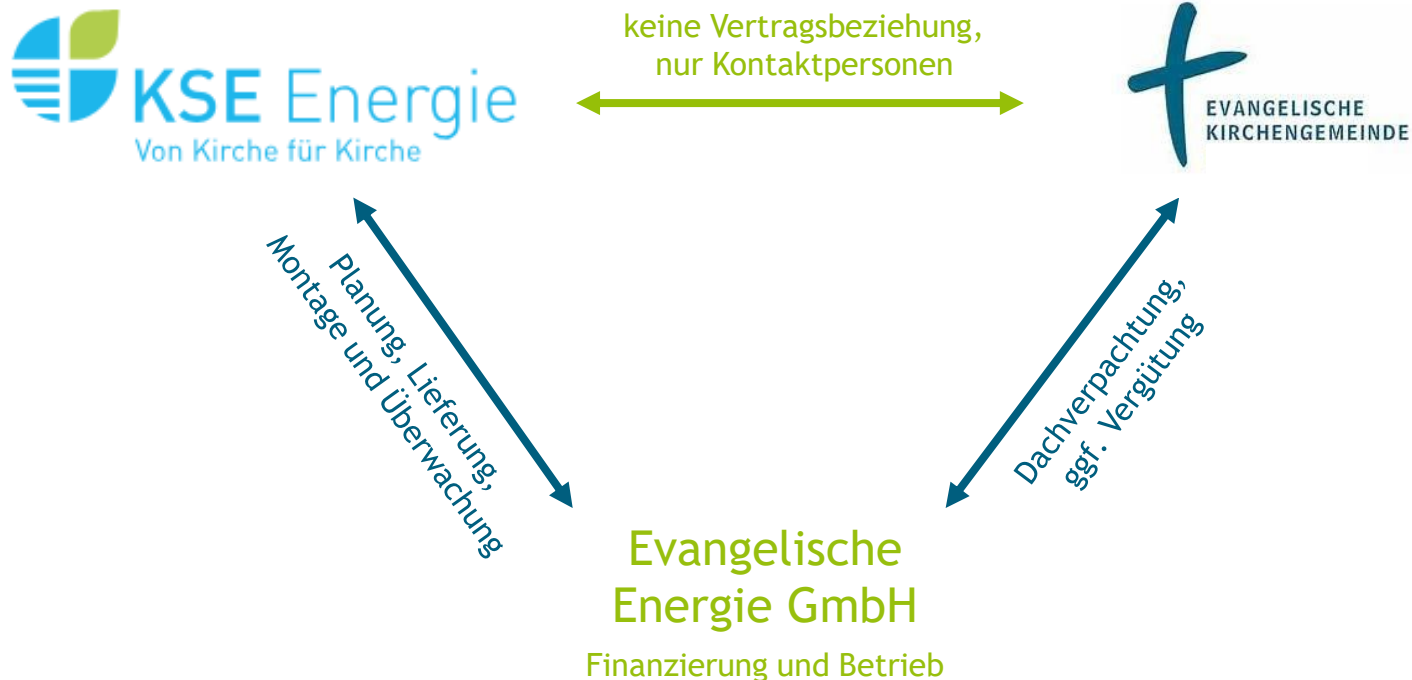 KSE Energie
Von Kirche für Kirche
keine Vertragsbeziehung,
nur Kontaktpersonen
EVANGELISCHE
KIRCHENGEMEINDE
Planung, Lieferung,
Montage und Überwachung
Dachverpachtung,
ggf. Vergütung
Evangelische
Energie GmbH
Finanzierung und Betrieb